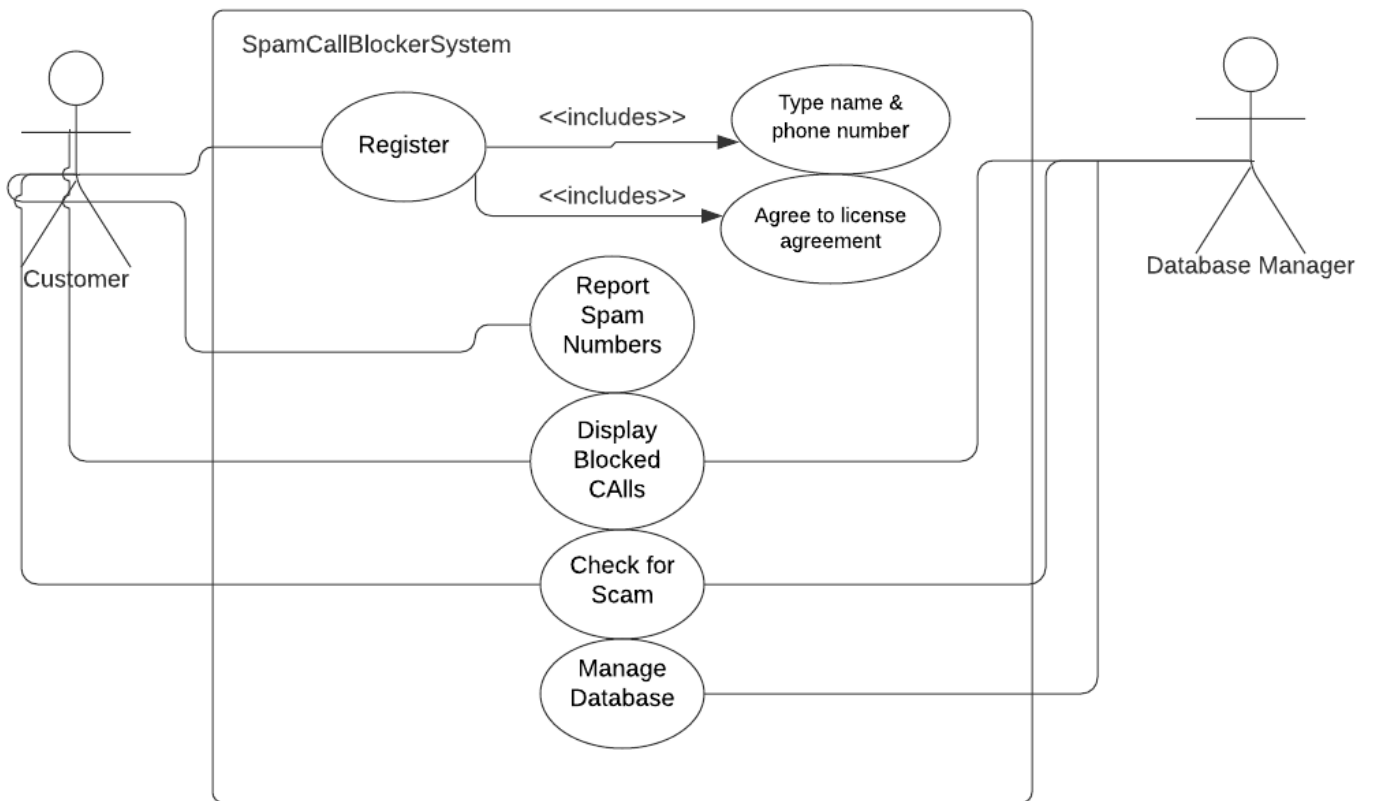 SpamCallBlockerSystem
Register
<<includes>>
Type name &
phone number
<<includes>>
Agree to license
agreement
Customer
Database Manager
Report
Spam
Numbers
Display
Blocked
CAlls
Check for
Scam
Manage
Database